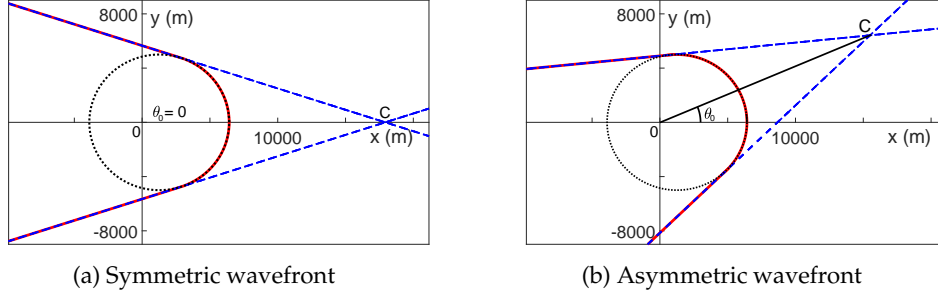 8000
y (m)
θ₀ = 0
C
0
10000
x (m)
-8000
(a) Symmetric wavefront
8000
y (m)
C
θ₀
0
10000
x (m)
-8000
(b) Asymmetric wavefront